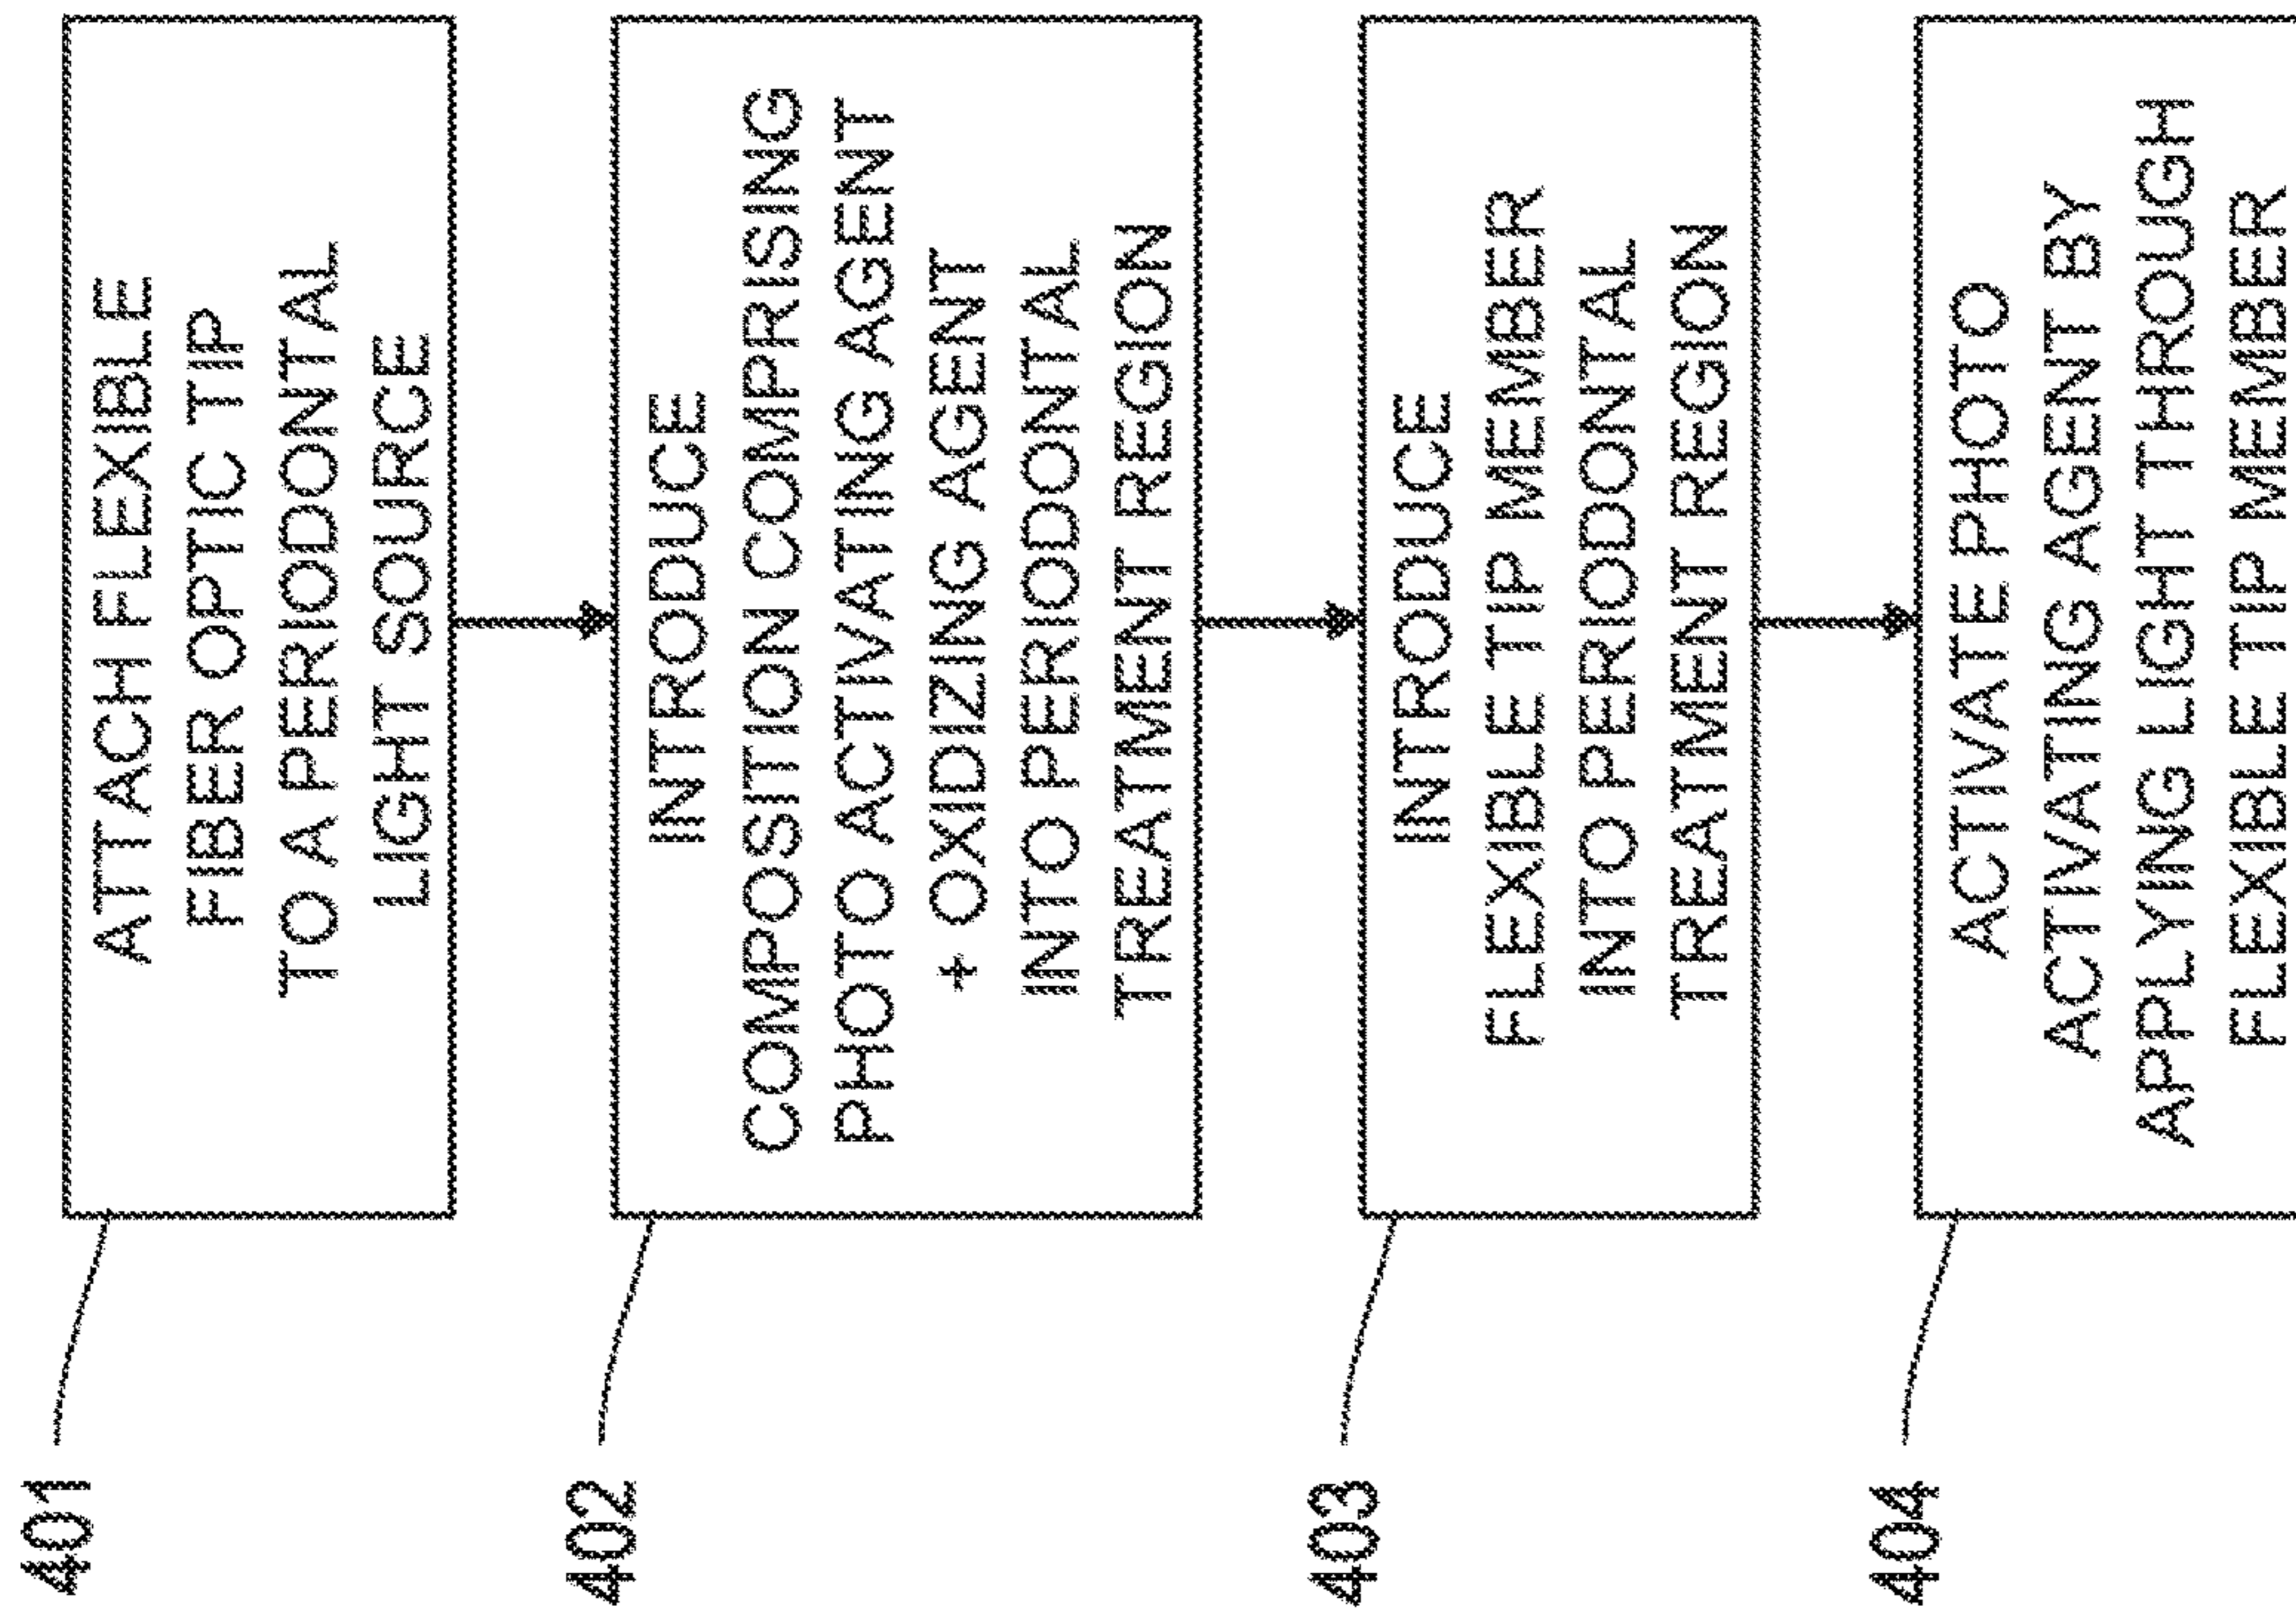 401
ATTACH FLEXIBLE
FIBER OPTIC TIP
TO A PERIODONTAL
LIGHT SOURCE
402
INTRODUCE
COMPOSITION COMPRISING
PHOTO ACTIVATING AGENT
+ OXIDIZING AGENT
INTO PERIODONTAL
TREATMENT REGION
403
INTRODUCE
FLEXIBLE TIP MEMBER
INTO PERIODONTAL
TREATMENT REGION
404
ACTIVATE PHOTO
ACTIVATING AGENT BY
APPLYING LIGHT THROUGH
FLEXIBLE TIP MEMBER